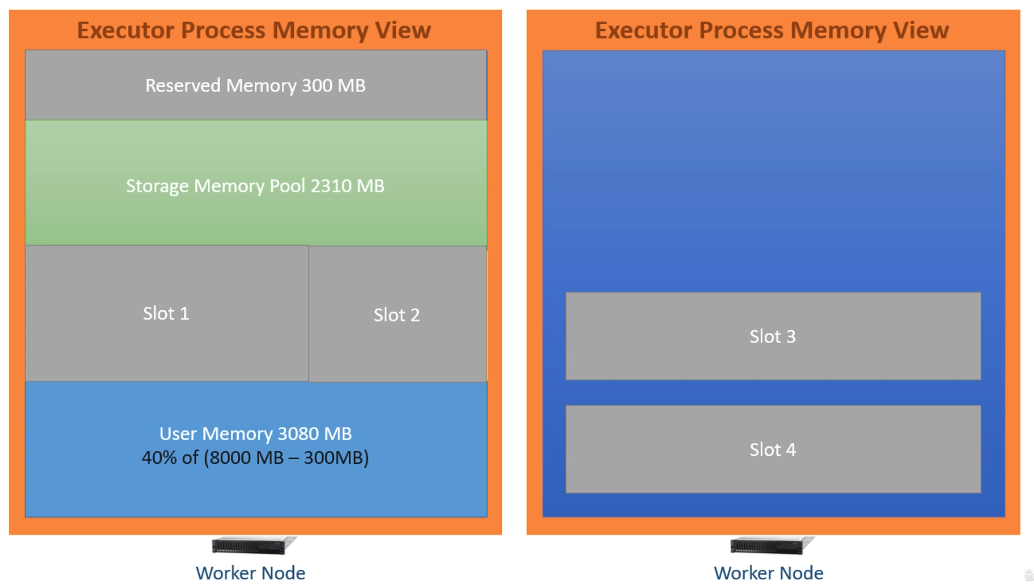 Executor Process Memory View
Reserved Memory 300 MB
Storage Memory Pool 2310 MB
Slot 1
Slot 2
User Memory 3080 MB
40% of (8000 MB – 300MB)
Worker Node
Executor Process Memory View
Slot 3
Slot 4
Worker Node